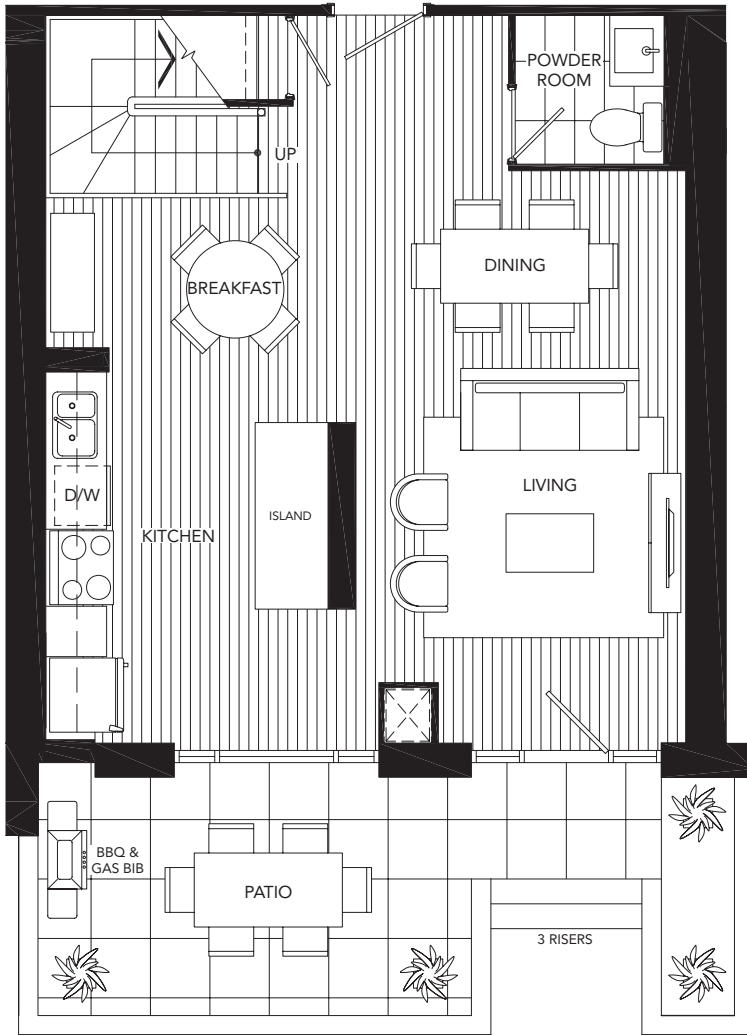 POWDER
ROOM
UP
DINING
BREAKFAST
D/W
LIVING
ISLAND
KITCHEN
BBQ &
GAS BIB
PATIO
3 RISERS